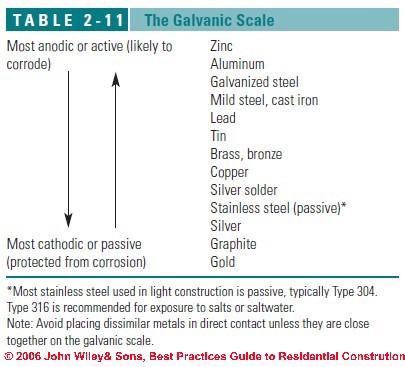 TABLE 2-11 The Galvanic Scale
Most anodic or active (likely to
corrode)
Zinc
Aluminum
Galvanized steel
Mild steel, cast iron
Lead
Tin
Brass, bronze
Copper
Silver solder
Stainless steel (passive)*
Silver
Most cathodic or passive
(protected from corrosion)
Graphite
Gold
*Most stainless steel used in light construction is passive, typically Type 304.
Type 316 is recommended for exposure to salts or saltwater.
Note: Avoid placing dissimilar metals in direct contact unless they are close
together on the galvanic scale.
© 2006 John Wiley& Sons, Best Practices Guide to Residential Constrution